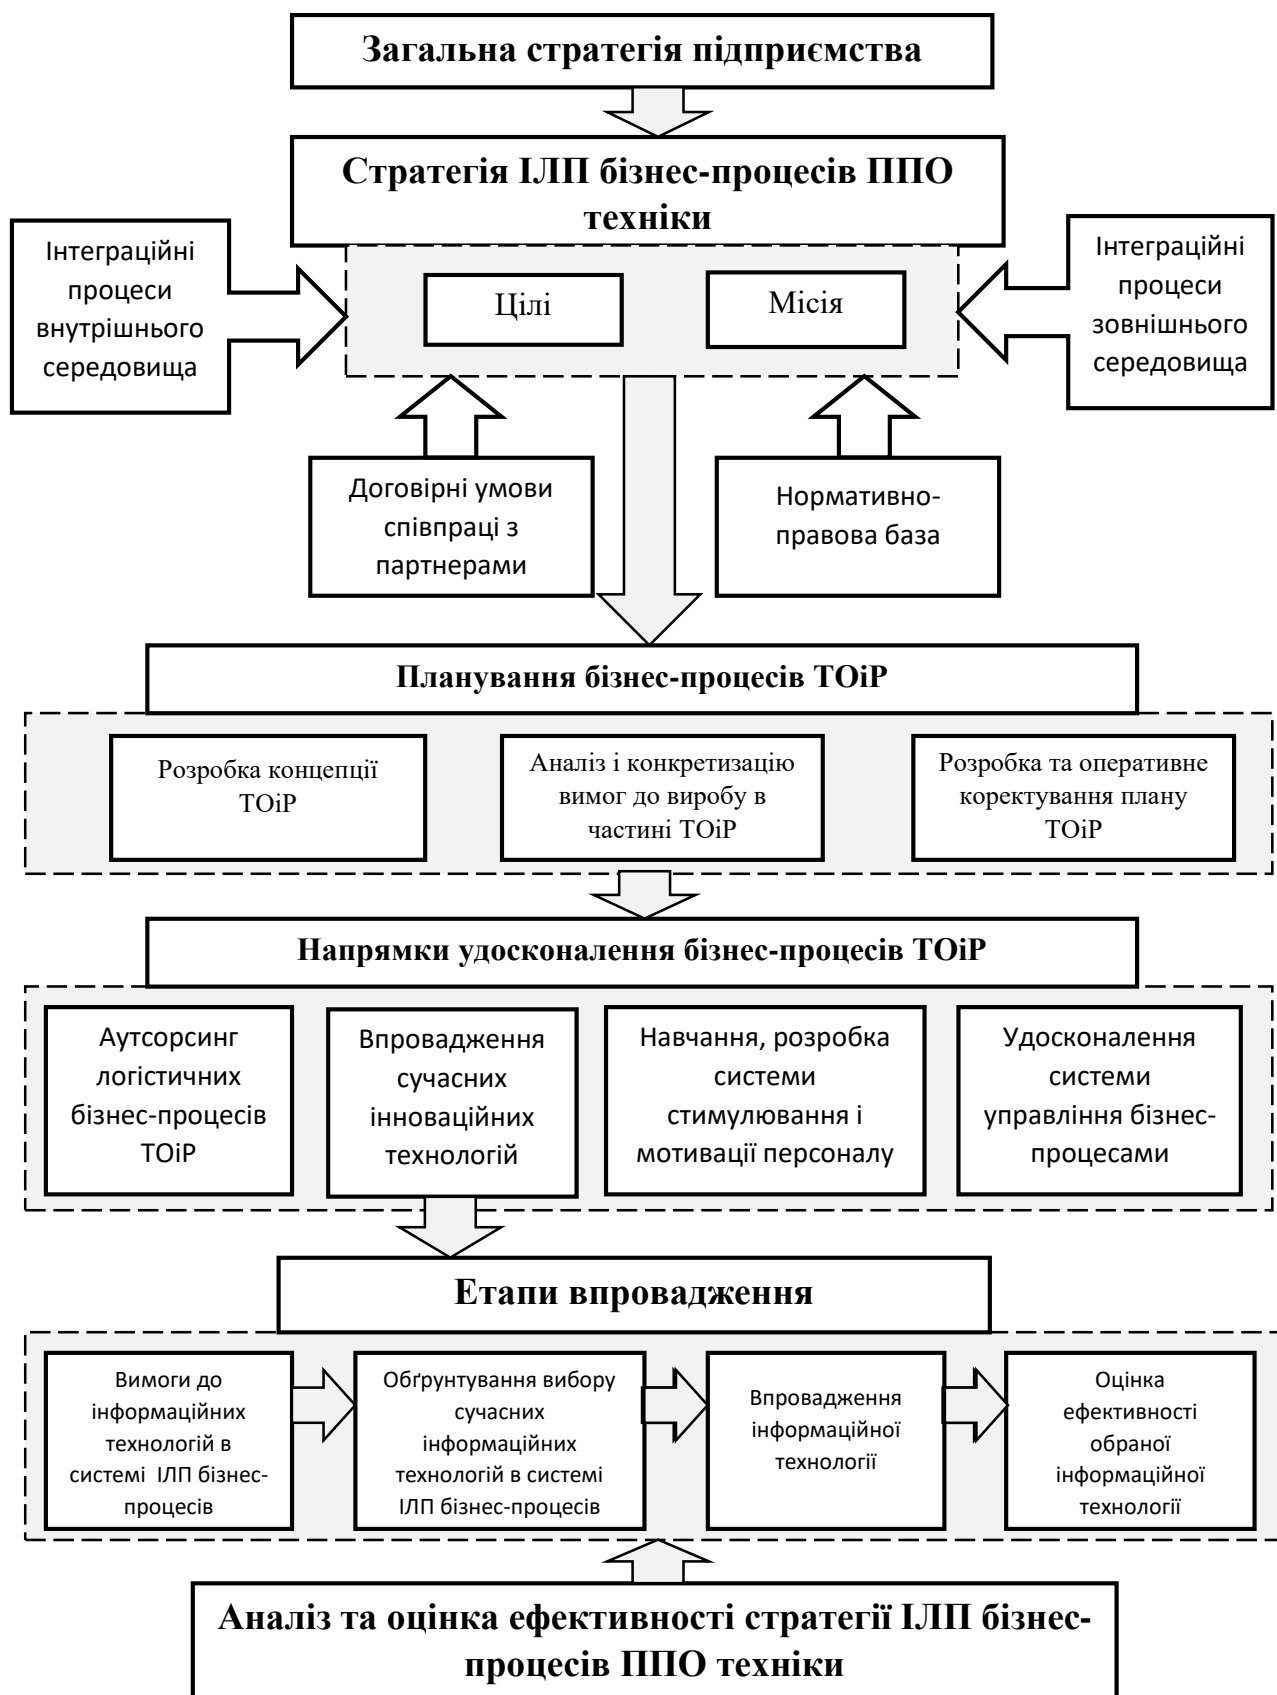 Загальна стратегія підприємства
Стратегія ІЛП бізнес-процесів ППО
техніки
Інтеграційні
процеси
внутрішнього
середовища
Цілі
Місія
Інтеграційні
процеси
зовнішнього
середовища
Договірні умови
співпраці з
партнерами
Нормативно-
правова база
Планування бізнес-процесів ТОіР
Розробка концепції
ТОіР
Аналіз і конкретизацію
вимог до виробу в
частині ТОіР
Розробка та оперативне
коректування плану
ТОіР
Напрямки удосконалення бізнес-процесів ТОіР
Аутсорсинг
логістичних
бізнес-процесів
ТОіР
Впровадження
сучасних
інноваційних
технологій
Навчання, розробка
системи
стимулювання і
мотивації персоналу
Удосконалення
системи
управління бізнес-
процесами
Етапи впровадження
Вимоги до
інформаційних
технологій в
системі ІЛП бізнес-
процесів
Обґрунтування вибору
сучасних
інформаційних
технологій в системі
ІЛП бізнес-процесів
Впровадження
інформаційної
технології
Оцінка
ефективності
обраної
інформаційної
технології
Аналіз та оцінка ефективності стратегії ІЛП бізнес-
процесів ППО техніки